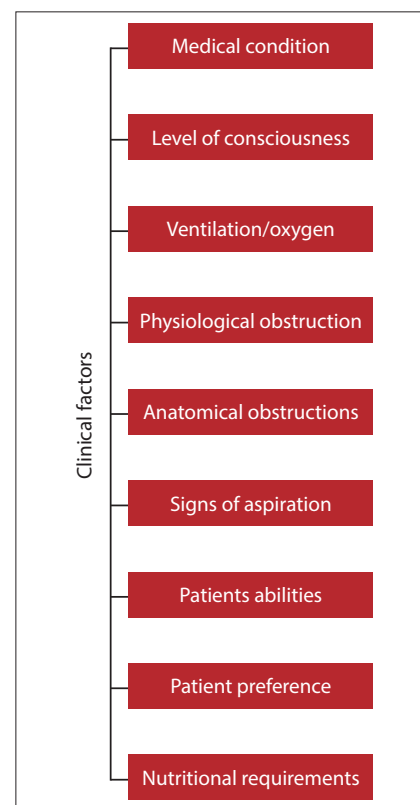 Clinical factors
Medical condition
Level of consciousness
Ventilation/oxygen
Physiological obstruction
Anatomical obstructions
Signs of aspiration
Patients abilities
Patient preference
Nutritional requirements